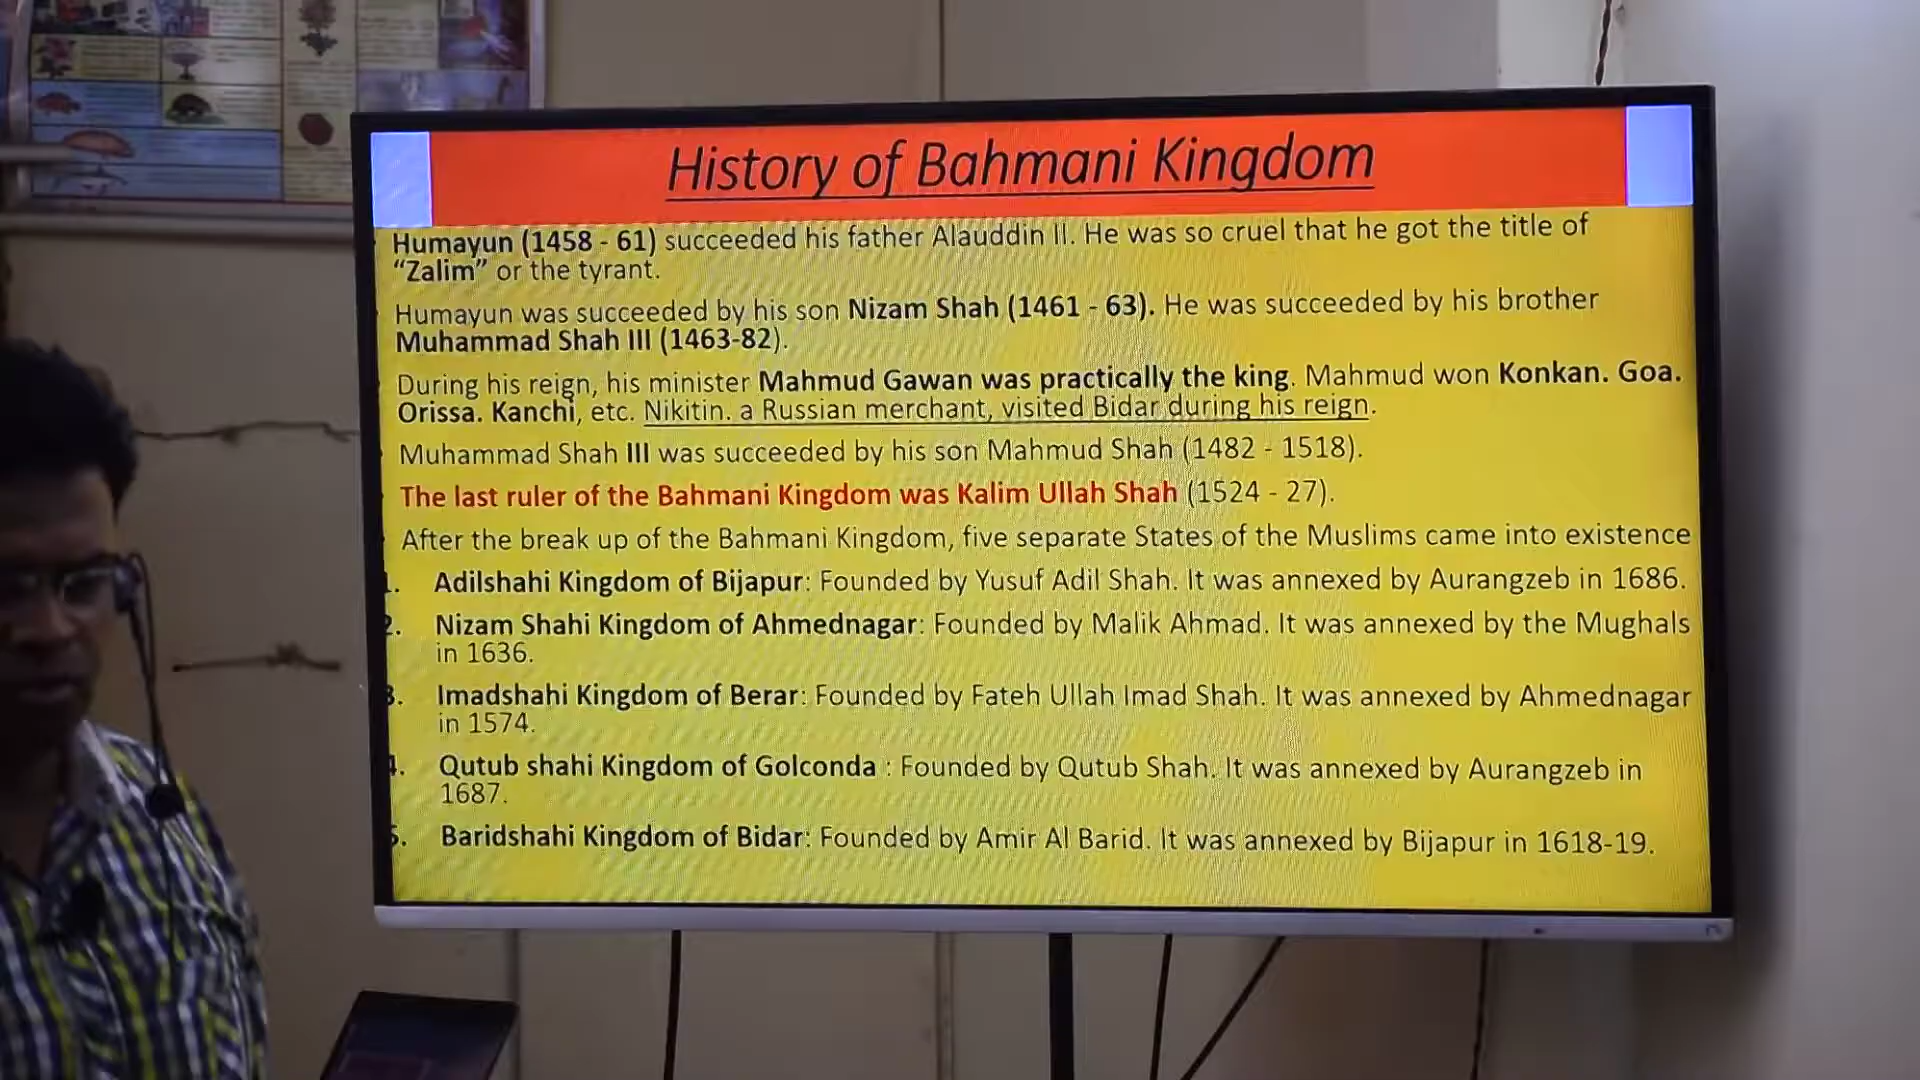 History of Bahmani Kingdom
Humayun (1458 - 61) succeeded his father Alauddin II. He was so cruel that he got the title of
“Zalim” or the tyrant.
Humayun was succeeded by his son Nizam Shah (1461 - 63). He was succeeded by his brother
Muhammad Shah III (1463-82).
During his reign, his minister Mahmud Gawan was practically the king. Mahmud won Konkan. Goa.
Orissa. Kanchi, etc. Nikitin. a Russian merchant, visited Bidar during his reign.
Muhammad Shah III was succeeded by his son Mahmud Shah (1482 - 1518).
The last ruler of the Bahmani Kingdom was Kalim Ullah Shah (1524 - 27).
After the break up of the Bahmani Kingdom, five separate States of the Muslims came into existence
1. Adilshahi Kingdom of Bijapur: Founded by Yusuf Adil Shah. It was annexed by Aurangzeb in 1686.
2. Nizam Shahi Kingdom of Ahmednagar: Founded by Malik Ahmad. It was annexed by the Mughals
in 1636.
3. Imadshahi Kingdom of Berar: Founded by Fateh Ullah Imad Shah. It was annexed by Ahmednagar
in 1574.
4. Qutub shahi Kingdom of Golconda : Founded by Qutub Shah. It was annexed by Aurangzeb in
1687.
5. Baridshahi Kingdom of Bidar: Founded by Amir Al Barid. It was annexed by Bijapur in 1618-19.